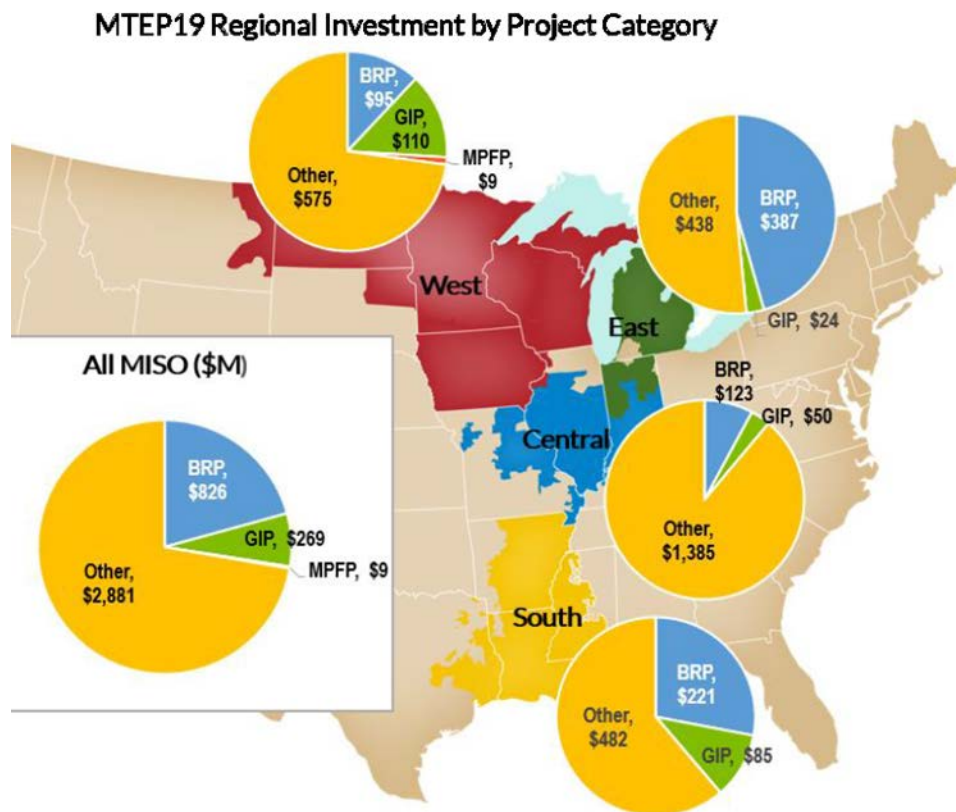 MTEP19 Regional Investment by Project Category
BRP,
$95
GIP,
$110
MPFP,
$9
Other,
$575
Other,
$438
BRP,
$387
GIP, $24
West
East
Central
South
BRP,
$123
GIP, $50
Other,
$1,385
All MISO ($M)
BRP,
$826
GIP, $269
MPFP, $9
Other,
$2,881
BRP,
$221
Other,
$482
GIP, $85